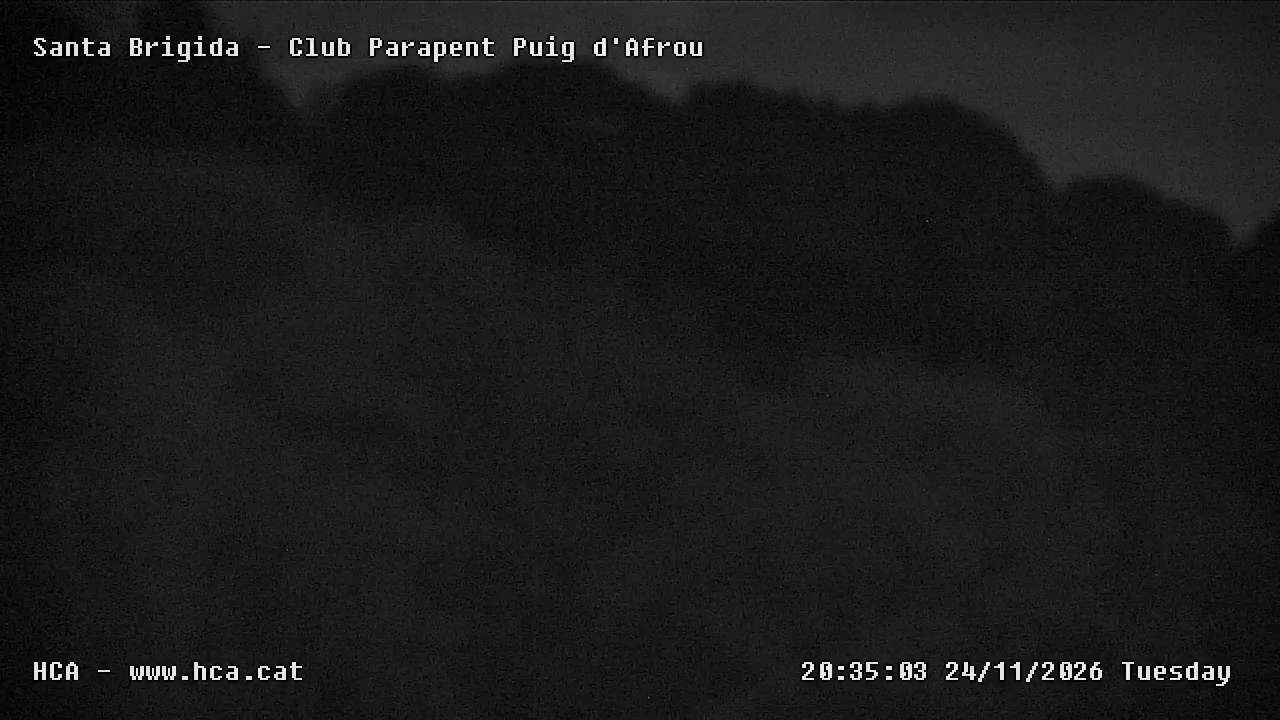 Santa Brigida - Club Parapent Puig d'Afrou
HCA - www.hca.cat
20:35:03 24/11/2026 Tuesday